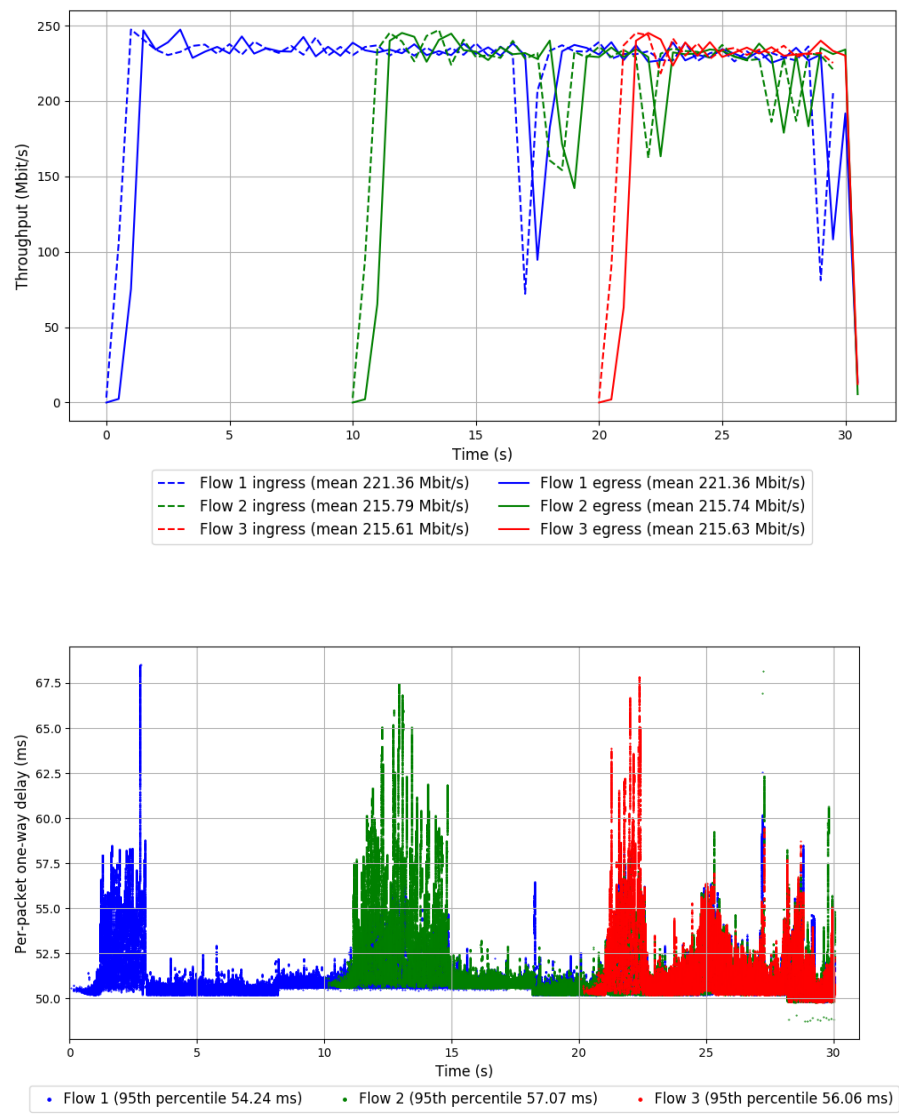 250
200
150
100
50
0
Throughput (Mbit/s)
0 5 10 15 20 25 30
Time (s)
Flow 1 ingress (mean 221.36 Mbit/s) Flow 1 egress (mean 221.36 Mbit/s)
Flow 2 ingress (mean 215.79 Mbit/s) Flow 2 egress (mean 215.74 Mbit/s)
Flow 3 ingress (mean 215.61 Mbit/s) Flow 3 egress (mean 215.63 Mbit/s)
67.5
65.0
62.5
60.0
57.5
55.0
52.5
50.0
Per-packet one-way delay (ms)
0 5 10 15 20 25 30
Time (s)
Flow 1 (95th percentile 54.24 ms) Flow 2 (95th percentile 57.07 ms) Flow 3 (95th percentile 56.06 ms)